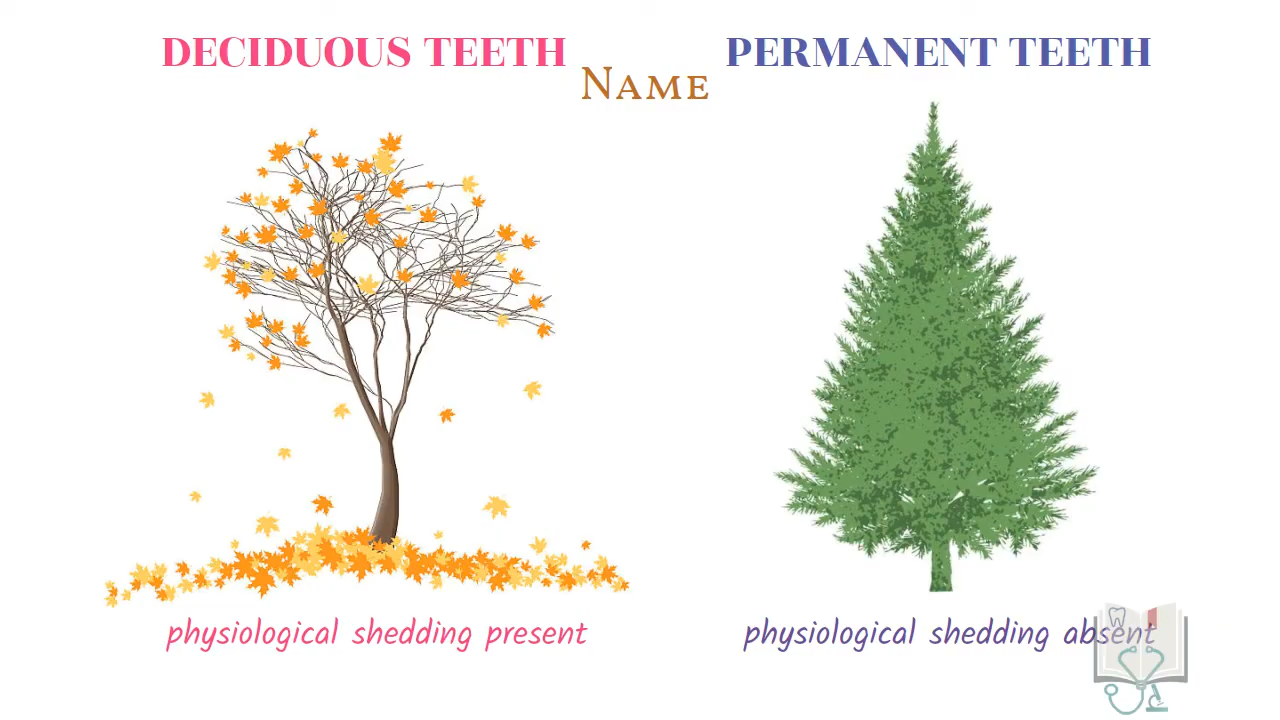 DECIDUOUS TEETH
PERMANENT TEETH
NAME
physiological shedding present
physiological shedding absent